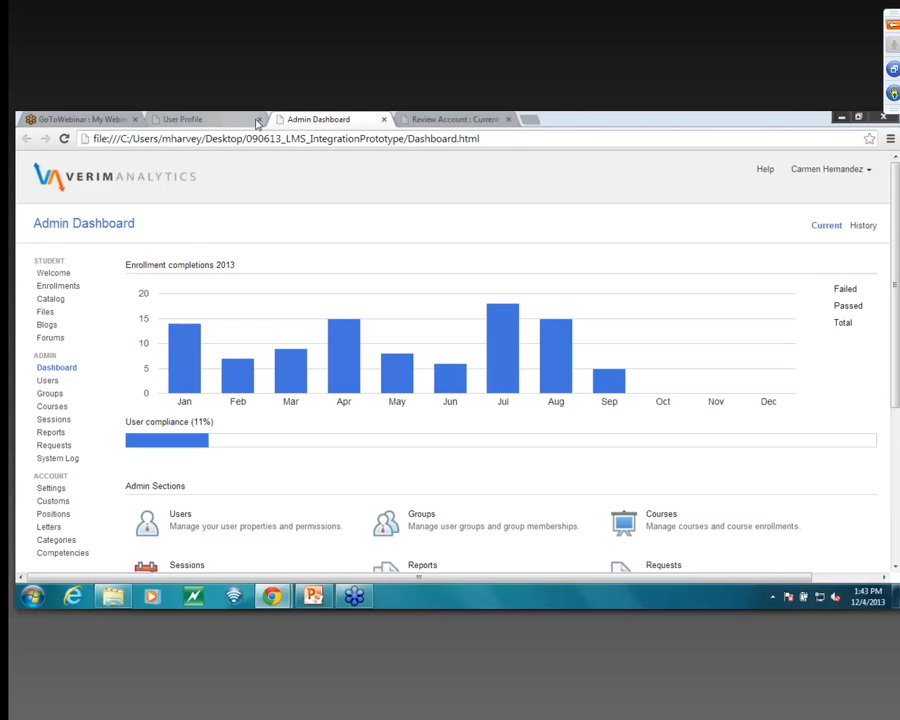 GoToWebinar : My Webin
User Profile
Admin Dashboard
Review Account : Current
file:///C:/Users/mharvey/Desktop/090613_LMS_IntegrationPrototype/Dashboard.html
VERIMANALYTICS
Help
Carmen Hernandez
Admin Dashboard
Current
History
STUDENT
Welcome
Enrollments
Catalog
Files
Blogs
Forums
ADMIN
Dashboard
Users
Groups
Courses
Sessions
Reports
Requests
System Log
ACCOUNT
Settings
Customs
Positions
Letters
Categories
Competencies
Enrollment completions 2013
20
15
10
5
0
Jan Feb Mar Apr May Jun Jul Aug Sep Oct Nov Dec
Failed
Passed
Total
User compliance (11%)
Admin Sections
Users
Manage your user properties and permissions.
Groups
Manage user groups and group memberships.
Courses
Manage courses and course enrollments.
Sessions
Reports
Requests
1:43 PM
12/4/2013